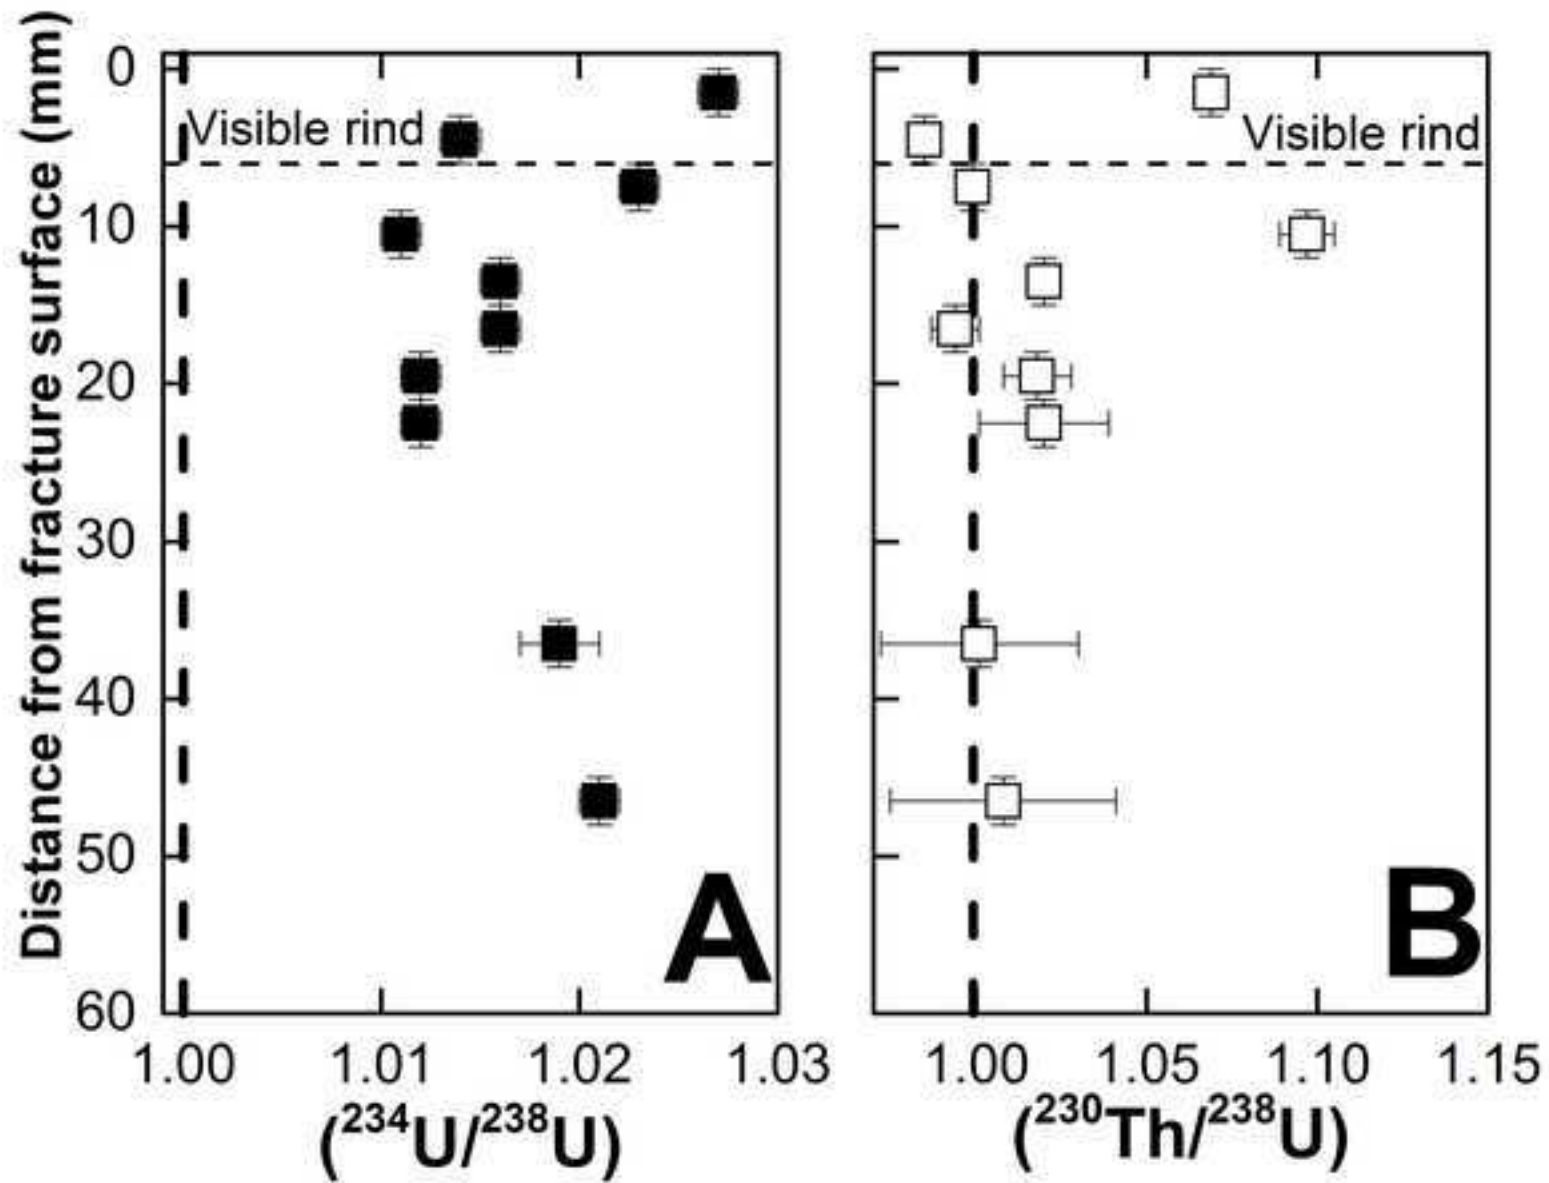 Distance from fracture surface (mm)
0
10
20
30
40
50
60
Visible rind
A
1.00
1.01
1.02
1.03
(²³⁴U/²³⁸U)
Visible rind
B
1.00
1.05
1.10
1.15
(²³⁰Th/²³⁸U)